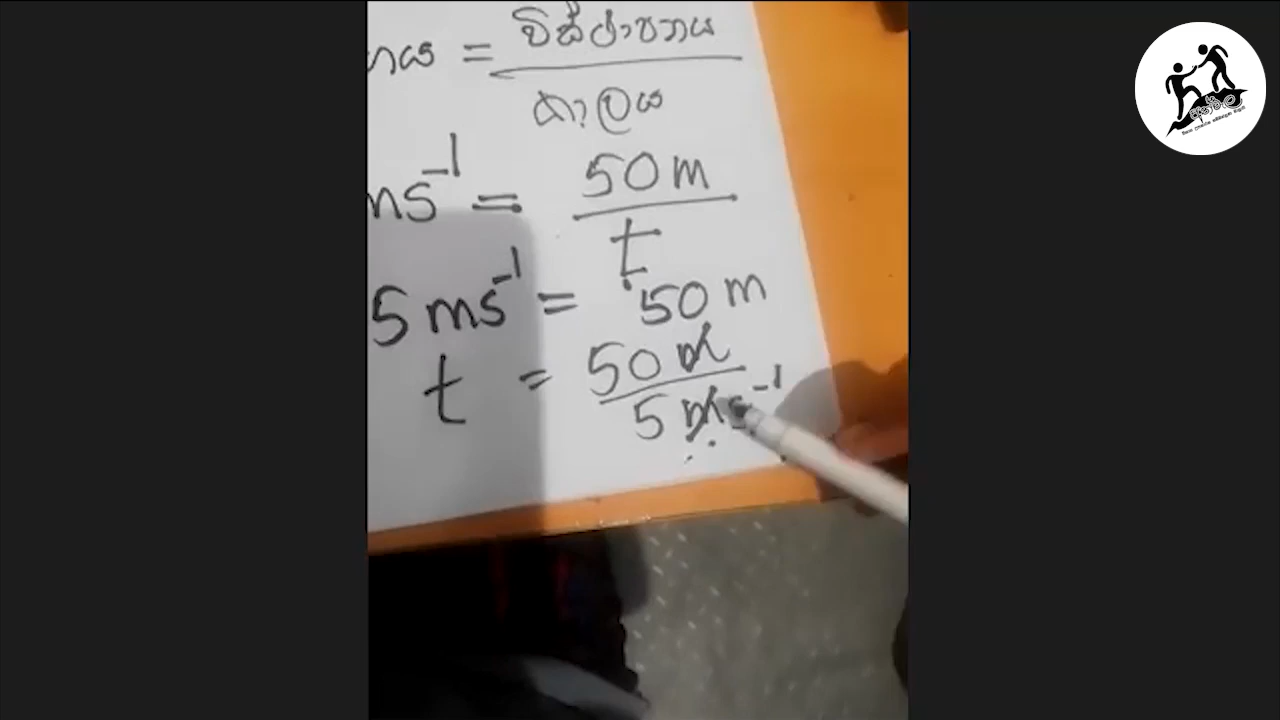 = විස්ථාපනය
කාලය
ms⁻¹ = 50 m
t
5 ms⁻¹ = 50 m
t = 50 m
5 ms⁻¹